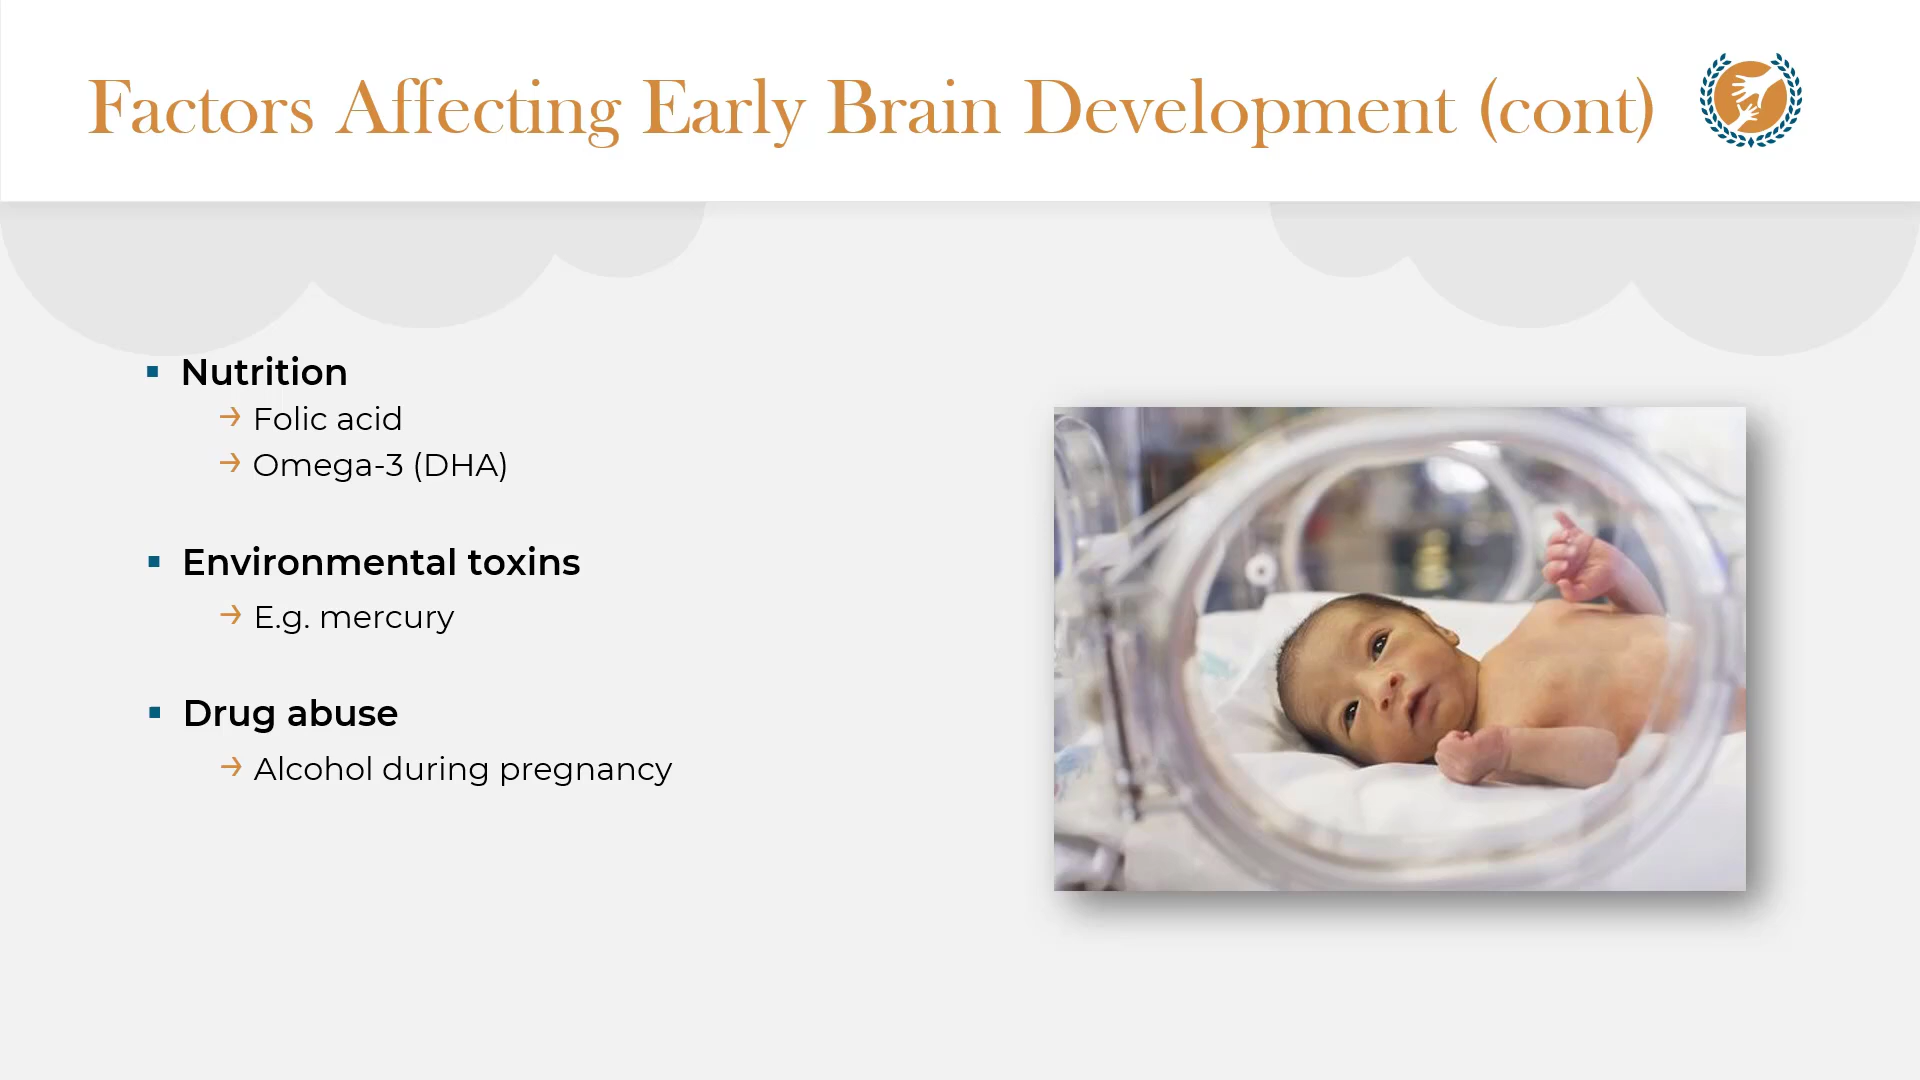 Factors Affecting Early Brain Development (cont)
▪ Nutrition
→ Folic acid
→ Omega-3 (DHA)
▪ Environmental toxins
→ E.g. mercury
▪ Drug abuse
→ Alcohol during pregnancy